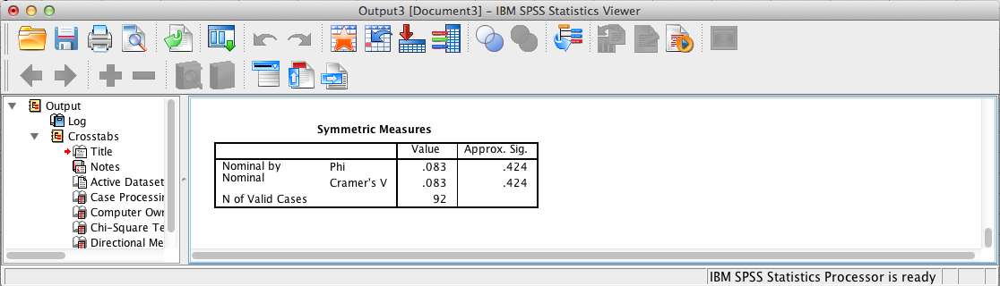 Output3 [Document3] – IBM SPSS Statistics Viewer
Output
Log
Crosstabs
Title
Notes
Active Dataset
Case Processin
Computer Own
Chi-Square Te
Directional Me
Symmetric Measures
Value Approx. Sig.
Nominal by Nominal Phi .083 .424
Cramer's V .083 .424
N of Valid Cases 92
IBM SPSS Statistics Processor is ready